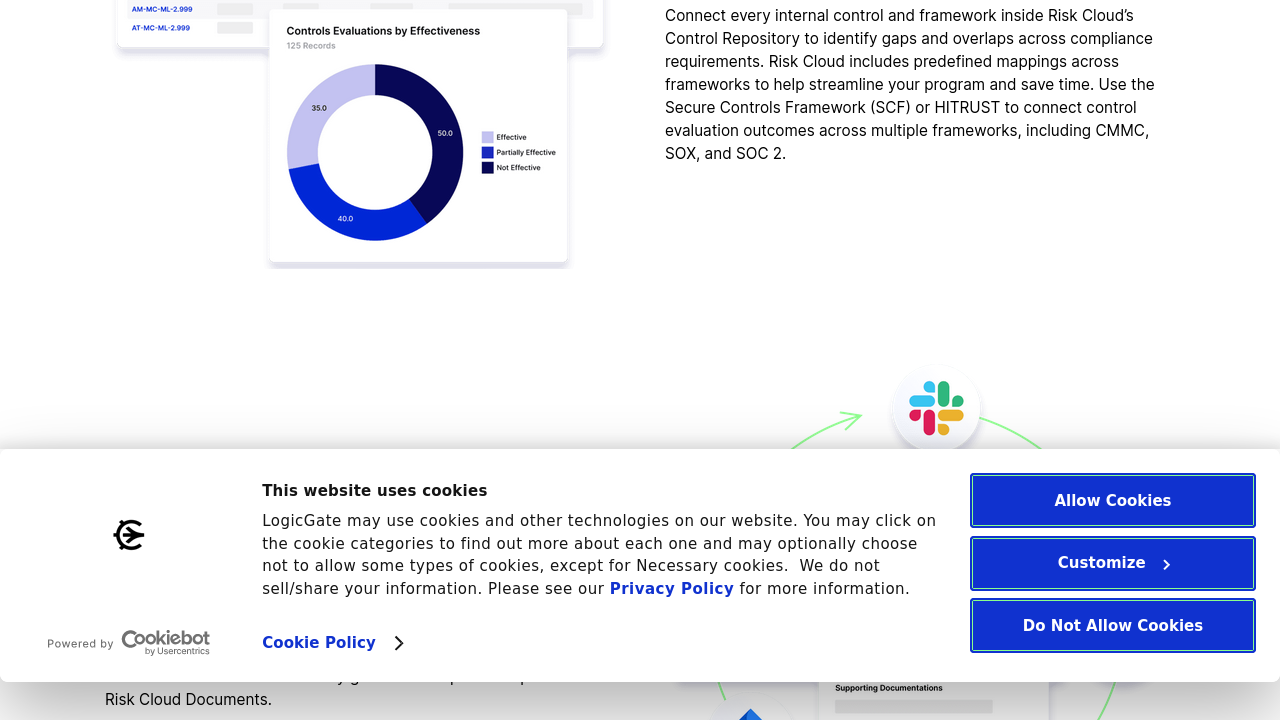 AM-MC-ML-2.999
AT-MC-ML-2.999
Controls Evaluations by Effectiveness
125 Records
35.0
50.0
40.0
Effective
Partially Effective
Not Effective
Connect every internal control and framework inside Risk Cloud’s
Control Repository to identify gaps and overlaps across compliance
requirements. Risk Cloud includes predefined mappings across
frameworks to help streamline your program and save time. Use the
Secure Controls Framework (SCF) or HITRUST to connect control
evaluation outcomes across multiple frameworks, including CMMC,
SOX, and SOC 2.
This website uses cookies
LogicGate may use cookies and other technologies on our website. You may click on
the cookie categories to find out more about each one and may optionally choose
not to allow some types of cookies, except for Necessary cookies.  We do not
sell/share your information. Please see our Privacy Policy for more information.
Cookie Policy
Powered by Cookiebot
by Usercentrics
Allow Cookies
Customize
Do Not Allow Cookies
Risk Cloud Documents.
Supporting Documentations